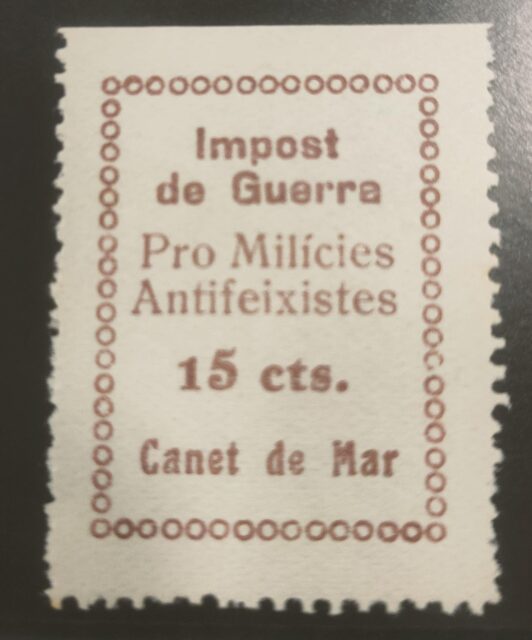 Impost
de Guerra
Pro Milícies
Antifeixistes
15 cts.
Canet de Mar